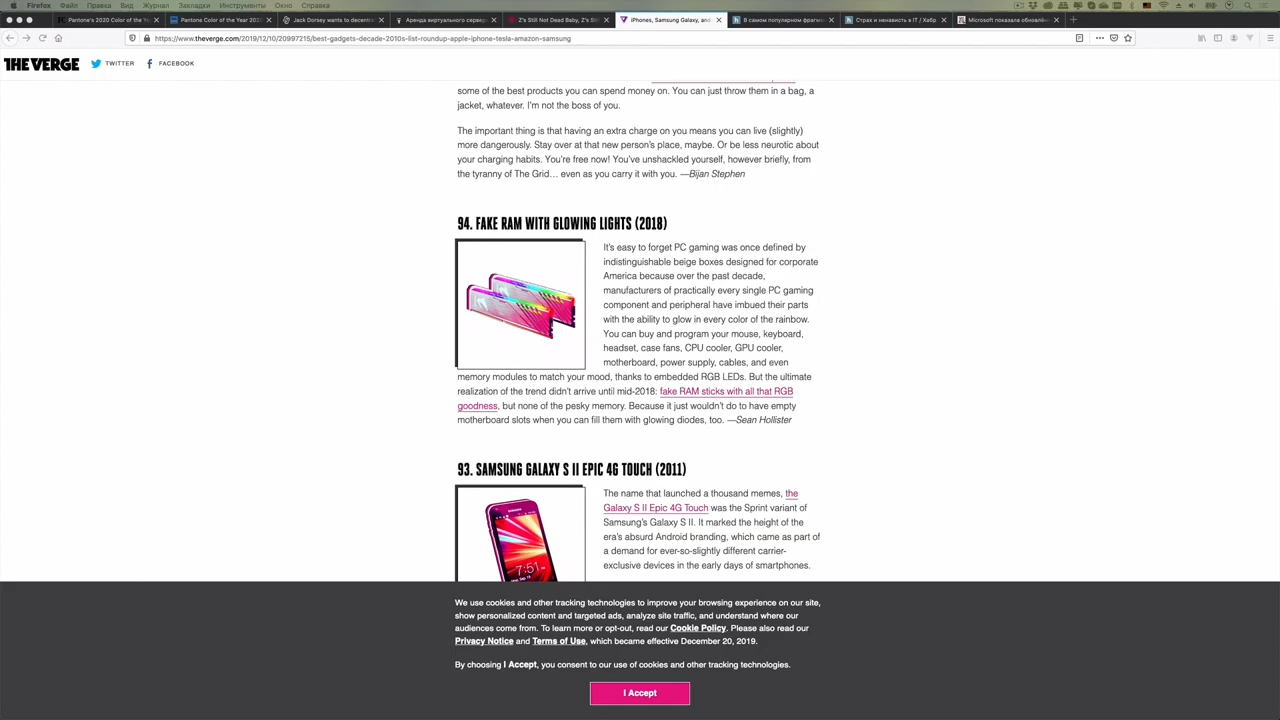 Firefox Файл Правка Вид Журнал Закладки Инструменты Окно Справка
Pantone's 2020 Color of the Ye
Pantone Color of the Year 2020
Jack Dorsey wants to decentra
Аренда виртуального сервера
Z's Still Not Dead Baby, Z's Stil
iPhones, Samsung Galaxy, and
В самом популярном фрагме
Страх и ненависть в IT / Хабр
Microsoft показала обновлён
https://www.theverge.com/2019/12/10/20997215/best-gadgets-decade-2010s-list-roundup-apple-iphone-tesla-amazon-samsung
THE VERGE TWITTER FACEBOOK
some of the best products you can spend money on. You can just throw them in a bag, a
jacket, whatever. I'm not the boss of you.
The important thing is that having an extra charge on you means you can live (slightly)
more dangerously. Stay over at that new person's place, maybe. Or be less neurotic about
your charging habits. You're free now! You've unshackled yourself, however briefly, from
the tyranny of The Grid… even as you carry it with you. —Bijan Stephen
94. FAKE RAM WITH GLOWING LIGHTS (2018)
It's easy to forget PC gaming was once defined by
indistinguishable beige boxes designed for corporate
America because over the past decade,
manufacturers of practically every single PC gaming
component and peripheral have imbued their parts
with the ability to glow in every color of the rainbow.
You can buy and program your mouse, keyboard,
headset, case fans, CPU cooler, GPU cooler,
motherboard, power supply, cables, and even
memory modules to match your mood, thanks to embedded RGB LEDs. But the ultimate
realization of the trend didn't arrive until mid-2018: fake RAM sticks with all that RGB
goodness, but none of the pesky memory. Because it just wouldn't do to have empty
motherboard slots when you can fill them with glowing diodes, too. —Sean Hollister
93. SAMSUNG GALAXY S II EPIC 4G TOUCH (2011)
The name that launched a thousand memes, the
Galaxy S II Epic 4G Touch was the Sprint variant of
Samsung's Galaxy S II. It marked the height of the
era's absurd Android branding, which came as part of
a demand for ever-so-slightly different carrier-
exclusive devices in the early days of smartphones.
7:51
We use cookies and other tracking technologies to improve your browsing experience on our site,
show personalized content and targeted ads, analyze site traffic, and understand where our
audiences come from. To learn more or opt-out, read our Cookie Policy. Please also read our
Privacy Notice and Terms of Use, which became effective December 20, 2019.
By choosing I Accept, you consent to our use of cookies and other tracking technologies.
I Accept